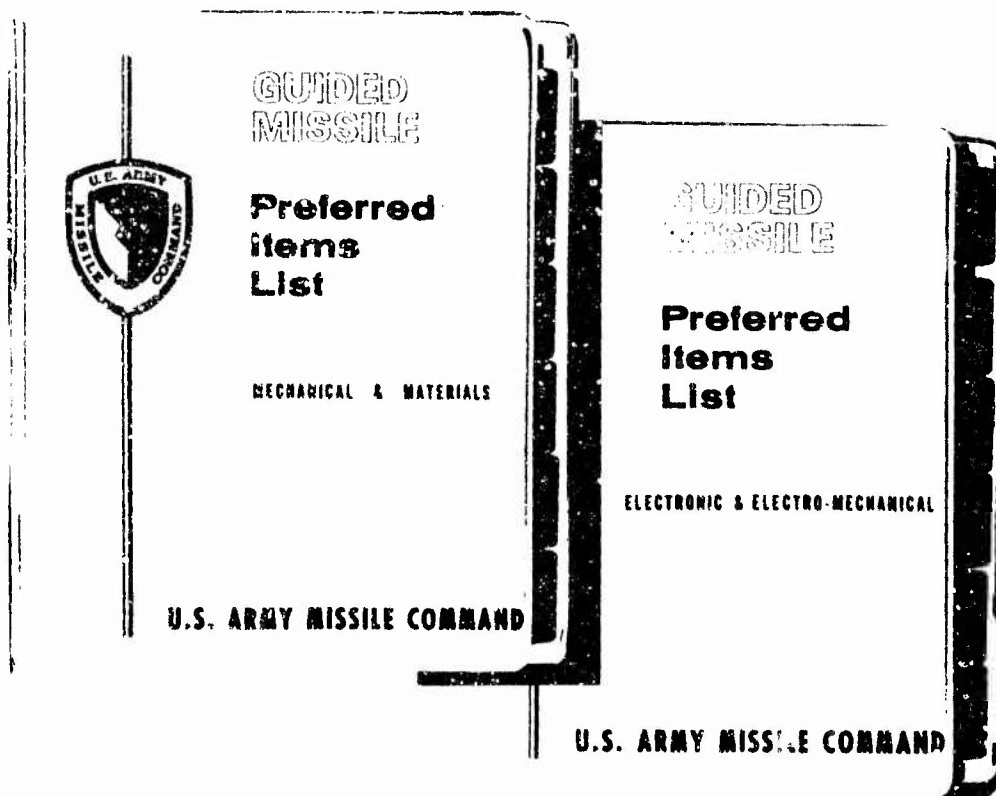 GUIDED
MISSILE
U.S. ARMY
MISSILE COMMAND
Preferred
Items
List
MECHANICAL & MATERIALS
U.S. ARMY MISSILE COMMAND
GUIDED
MISSILE
Preferred
Items
List
ELECTRONIC & ELECTRO-MECHANICAL
U.S. ARMY MISSILE COMMAND